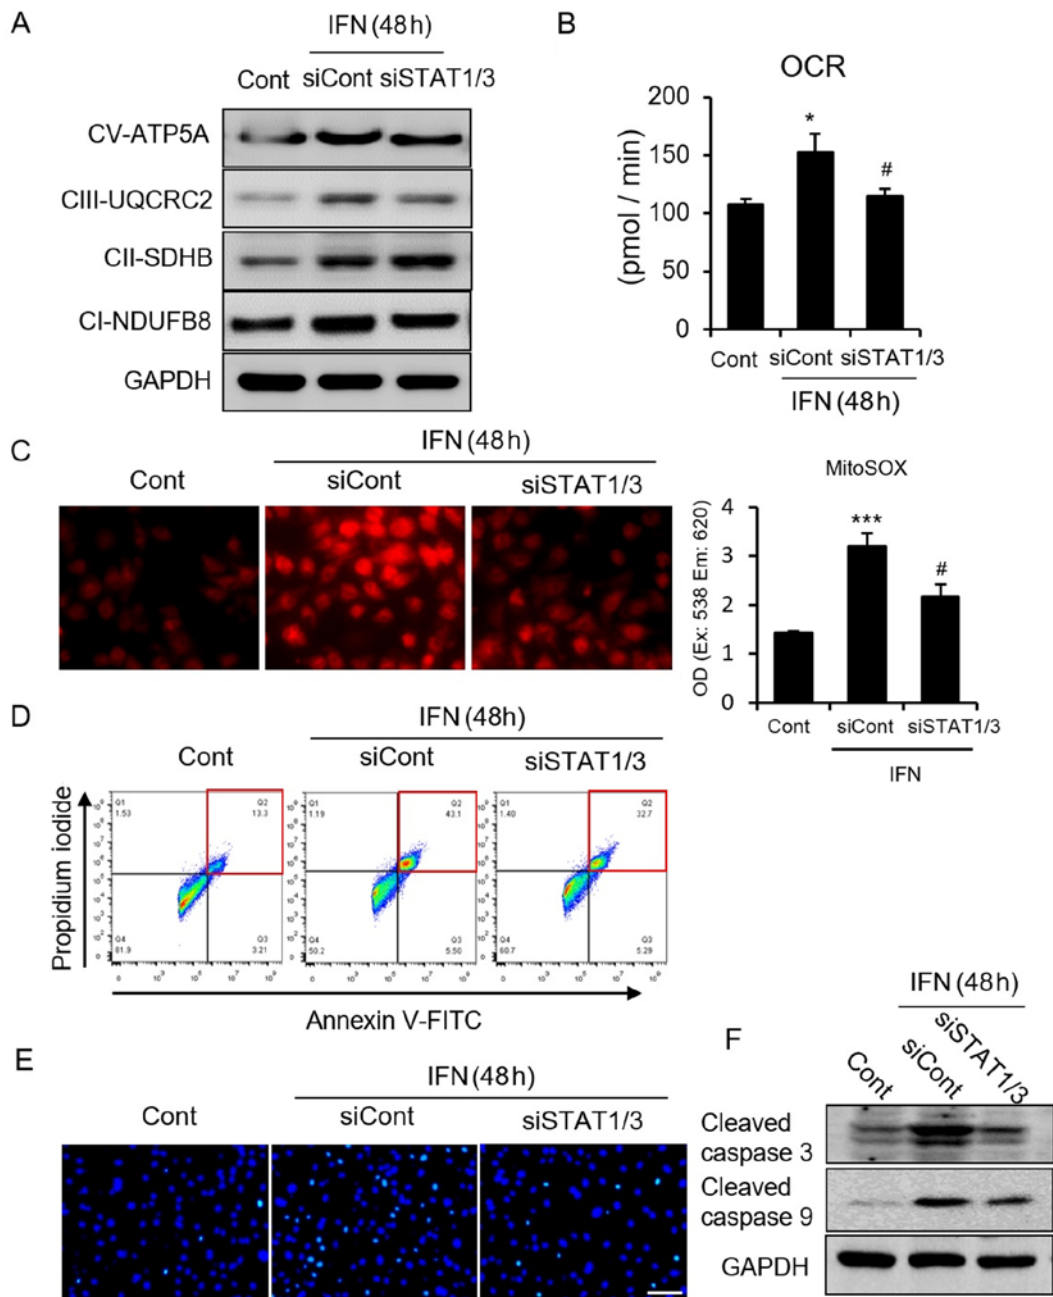 A
IFN (48h)
Cont siCont siSTAT1/3
CV-ATP5A
CIII-UQCRC2
CII-SDHB
CI-NDUFB8
GAPDH
B
OCR
(pmol / min)
200
150
100
50
0
*
#
Cont siCont siSTAT1/3
IFN (48h)
C
IFN (48h)
Cont siCont siSTAT1/3
MitoSOX
OD (Ex: 538 Em: 620)
4
3
2
1
0
***
#
Cont siCont siSTAT1/3
IFN
D
IFN (48h)
Cont siCont siSTAT1/3
Propidium iodide
Q1
1.53
Q2
13.3
Q4
81.9
Q3
3.21
Q1
1.19
Q2
43.1
Q4
50.2
Q3
5.50
Q1
1.40
Q2
32.7
Q4
60.7
Q3
5.29
Annexin V-FITC
E
IFN (48h)
Cont siCont siSTAT1/3
F
IFN (48h)
Cont siCont siSTAT1/3
Cleaved
caspase 3
Cleaved
caspase 9
GAPDH